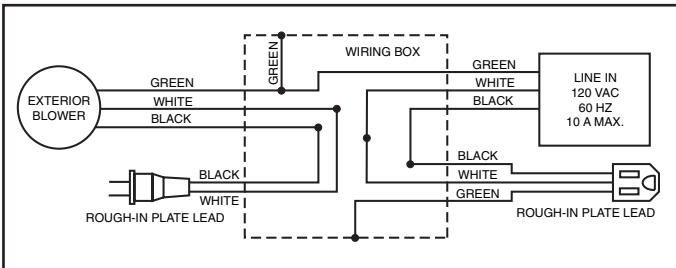 WIRING BOX
GREEN
GREEN
WHITE
BLACK
EXTERIOR
BLOWER
GREEN
WHITE
BLACK
LINE IN
120 VAC
60 HZ
10 A MAX.
BLACK
WHITE
ROUGH-IN PLATE LEAD
BLACK
WHITE
GREEN
ROUGH-IN PLATE LEAD